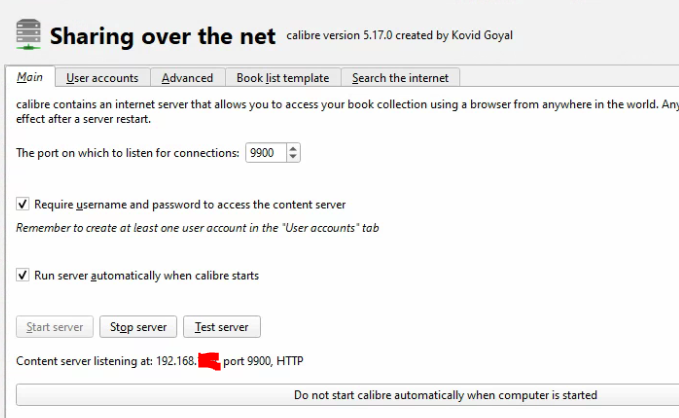 Sharing over the net calibre version 5.17.0 created by Kovid Goyal
Main User accounts Advanced Book list template Search the internet
calibre contains an internet server that allows you to access your book collection using a browser from anywhere in the world. Any
effect after a server restart.
The port on which to listen for connections: 9900
Require username and password to access the content server
Remember to create at least one user account in the "User accounts" tab
Run server automatically when calibre starts
Start server Stop server Test server
Content server listening at: 192.168. port 9900, HTTP
Do not start calibre automatically when computer is started